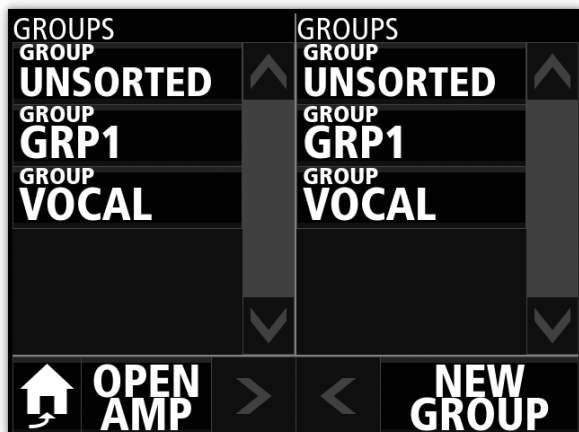 GROUPS
GROUP
UNSORTED
GROUP
GRP1
GROUP
VOCAL
GROUPS
GROUP
UNSORTED
GROUP
GRP1
GROUP
VOCAL
OPEN
AMP
>
<
NEW
GROUP